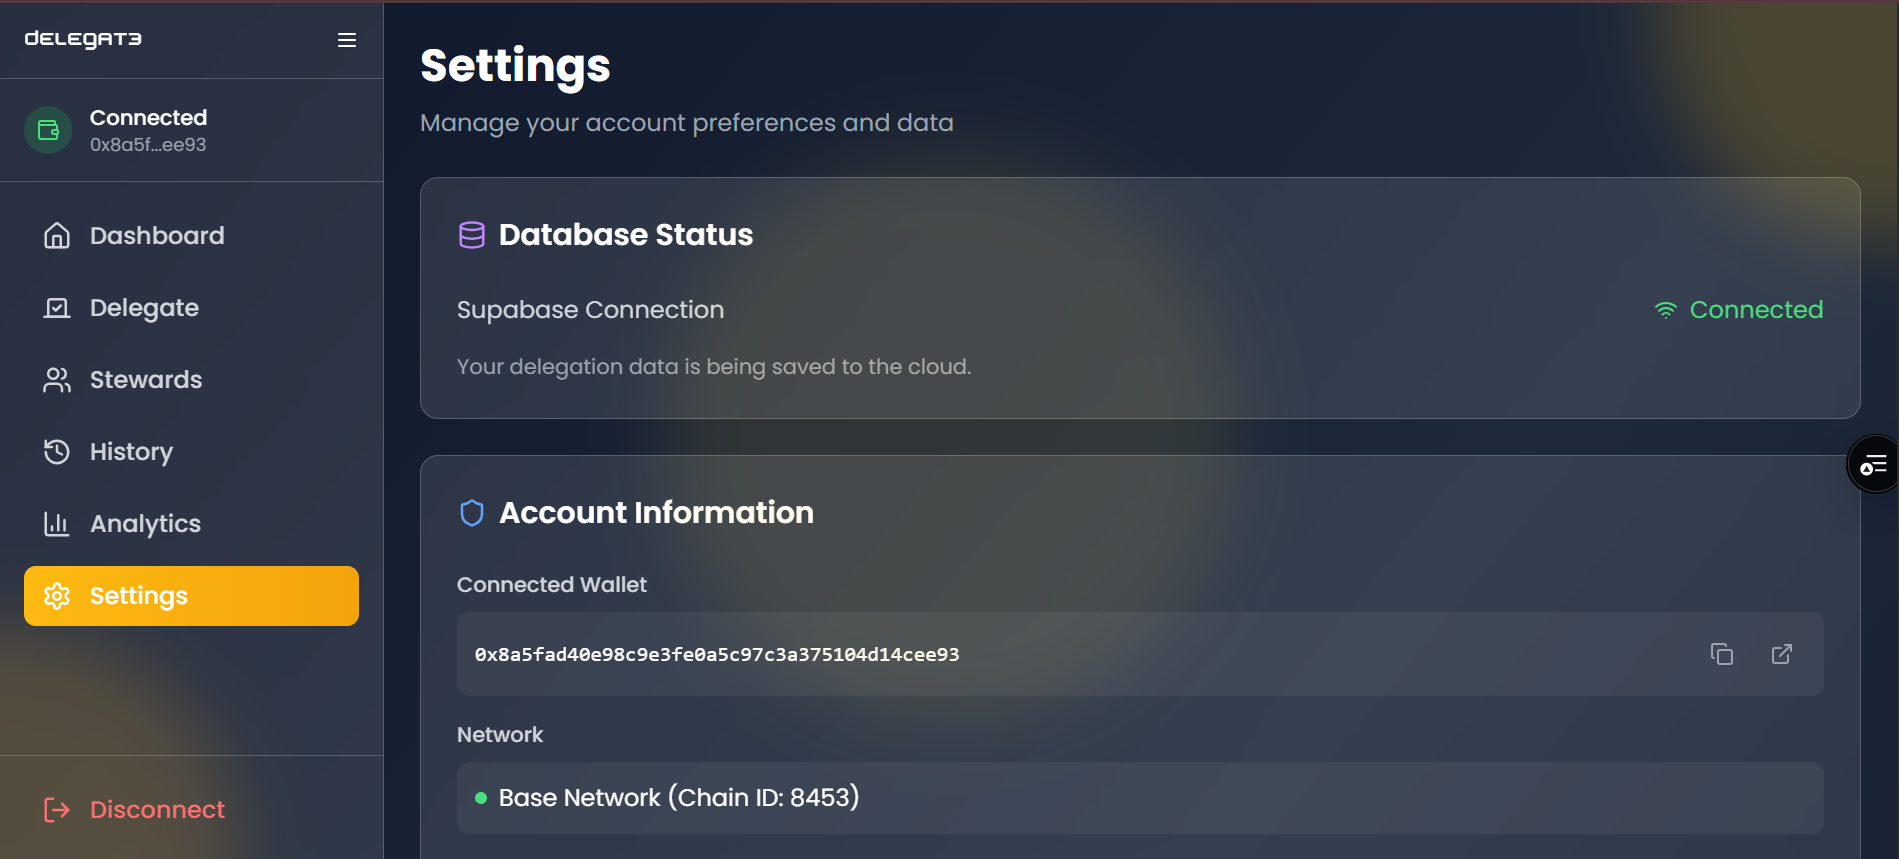 DELEGAT3
Connected
0x8a5f...ee93
Dashboard
Delegate
Stewards
History
Analytics
Settings
Disconnect
Settings
Manage your account preferences and data
Database Status
Supabase Connection
Connected
Your delegation data is being saved to the cloud.
Account Information
Connected Wallet
0x8a5fad40e98c9e3fe0a5c97c3a375104d14cee93
Network
Base Network (Chain ID: 8453)